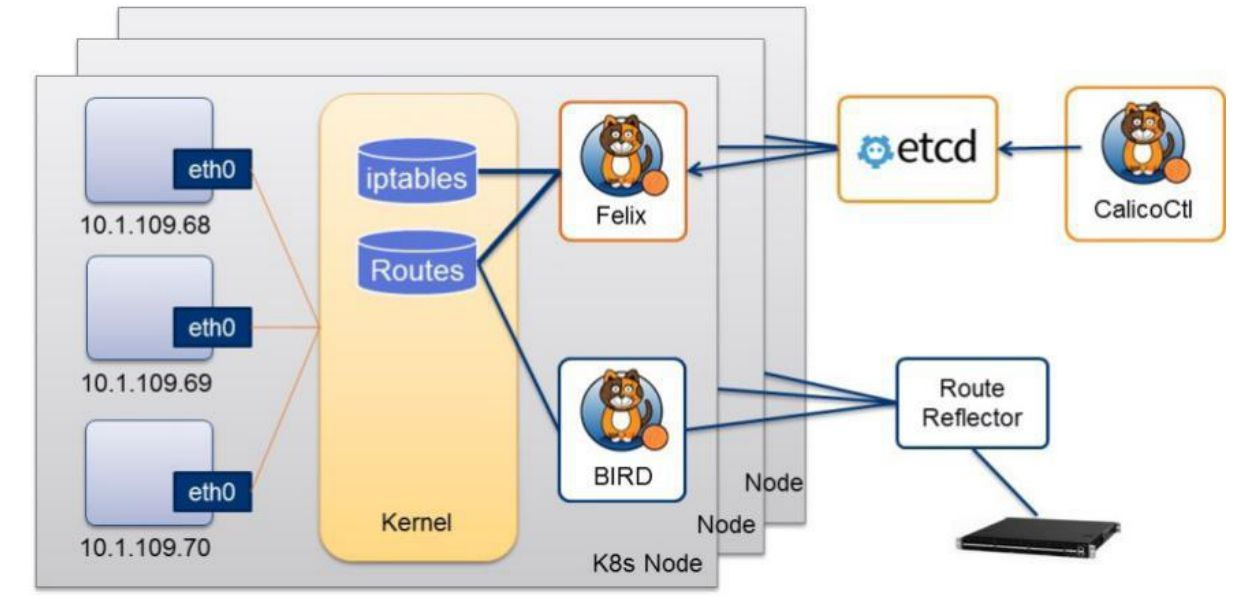 eth0
10.1.109.68
eth0
10.1.109.69
eth0
10.1.109.70
iptables
Routes
Kernel
Felix
BIRD
K8s Node
Node
Node
etcd
CalicoCtl
Route
Reflector